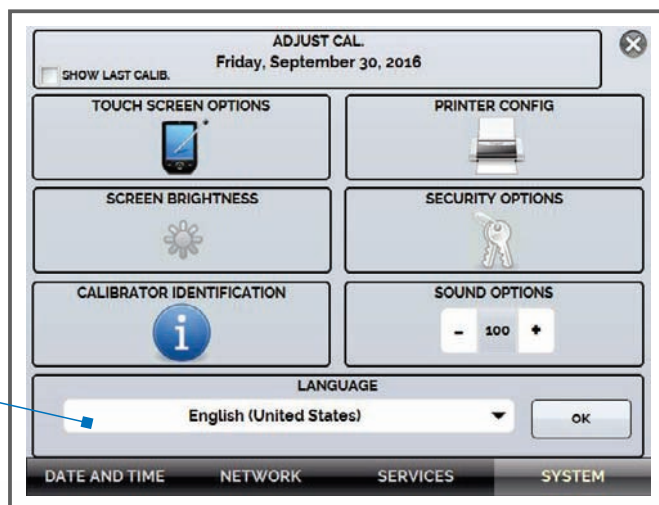 ADJUST CAL.
Friday, September 30, 2016
SHOW LAST CALIB.
TOUCH SCREEN OPTIONS
PRINTER CONFIG
SCREEN BRIGHTNESS
SECURITY OPTIONS
CALIBRATOR IDENTIFICATION
SOUND OPTIONS
- 100 +
LANGUAGE
English (United States)
OK
DATE AND TIME NETWORK SERVICES SYSTEM